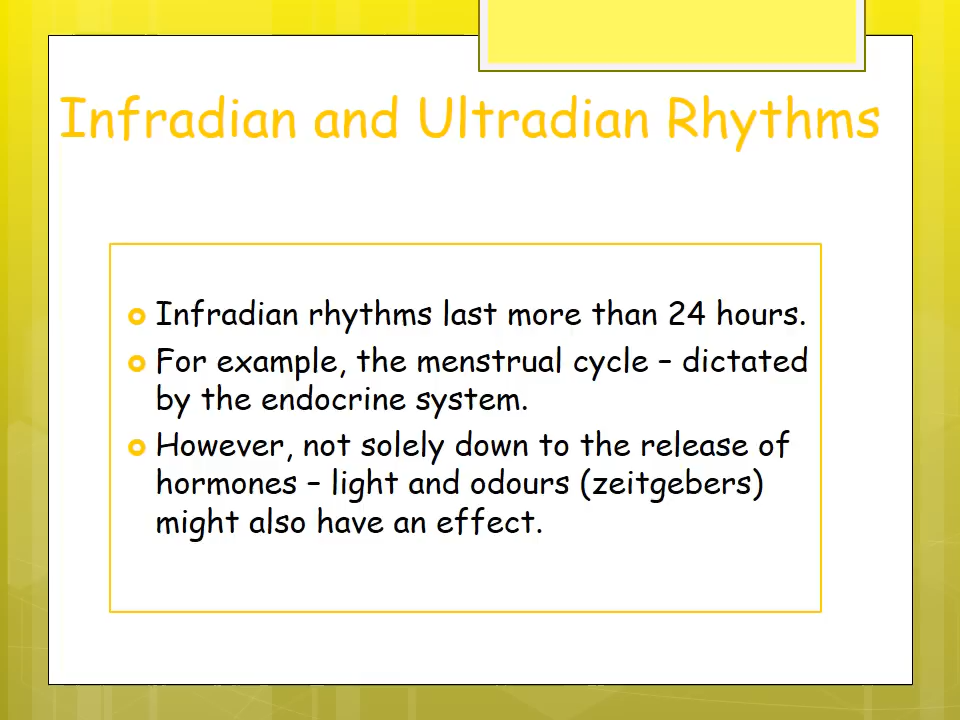 Infradian and Ultradian Rhythms
Infradian rhythms last more than 24 hours.
For example, the menstrual cycle – dictated
by the endocrine system.
However, not solely down to the release of
hormones – light and odours (zeitgebers)
might also have an effect.